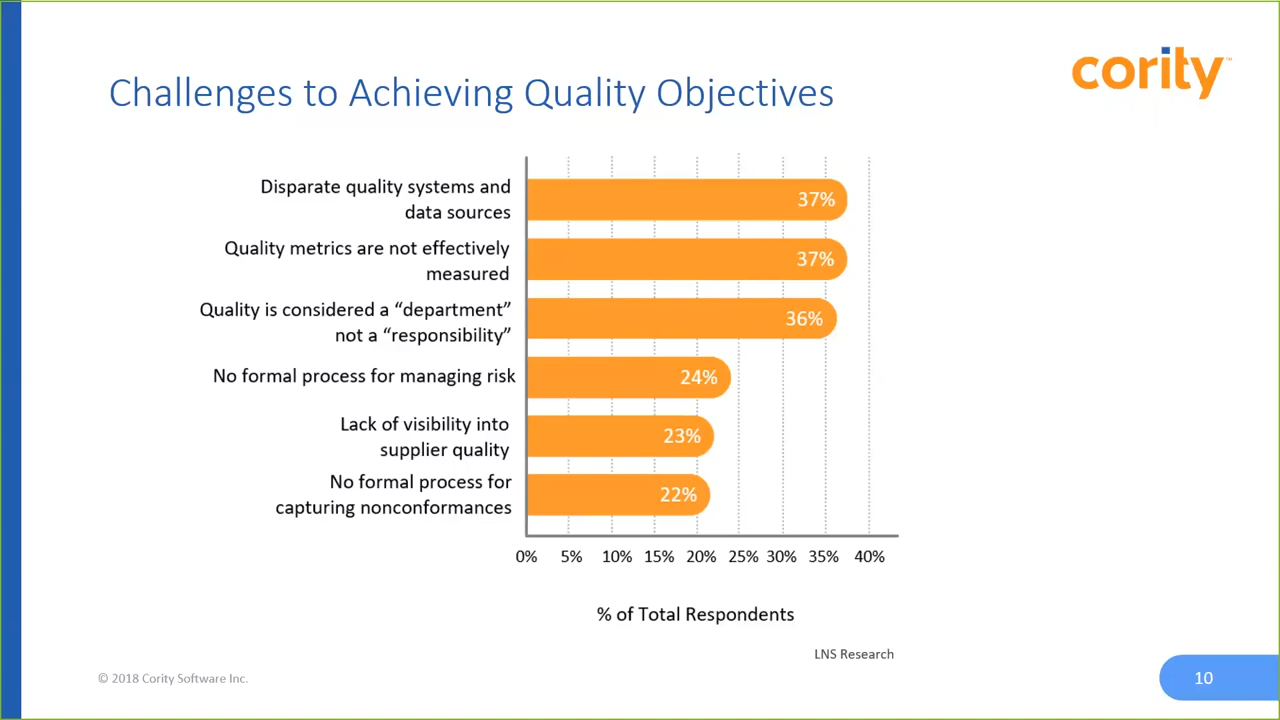 cority™
Challenges to Achieving Quality Objectives
Disparate quality systems and
data sources
37%
Quality metrics are not effectively
measured
37%
Quality is considered a “department”
not a “responsibility”
36%
No formal process for managing risk
24%
Lack of visibility into
supplier quality
23%
No formal process for
capturing nonconformances
22%
0% 5% 10% 15% 20% 25% 30% 35% 40%
% of Total Respondents
LNS Research
© 2018 Cority Software Inc.
10